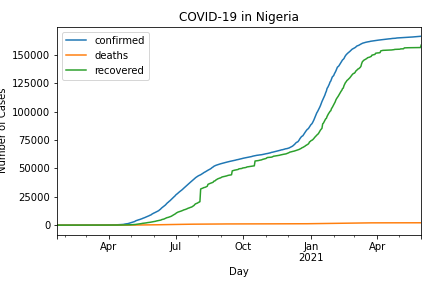 COVID-19 in Nigeria
confirmed
deaths
recovered
150000
125000
100000
75000
50000
25000
0
Number of Cases
Apr Jul Oct Jan Apr
2021
Day